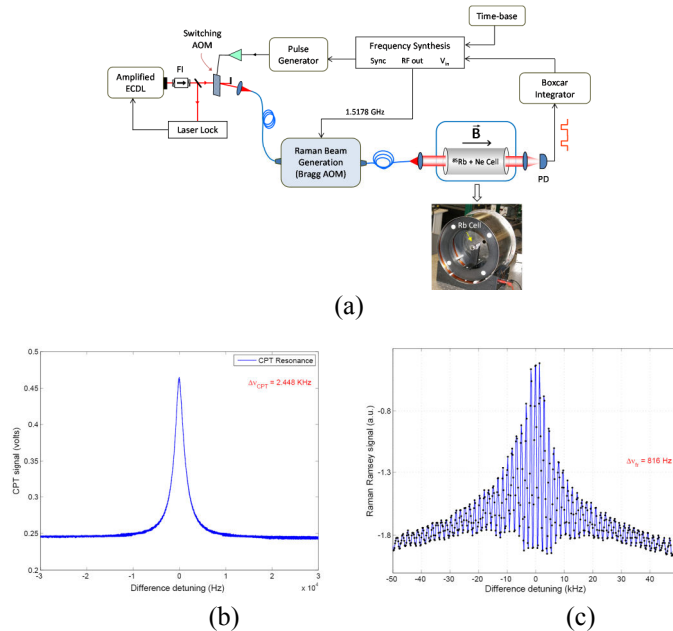 Time-base
Switching
AOM
Frequency Synthesis
Sync RF out V_in
Pulse
Generator
Amplified
ECDL
FI
Boxcar
Integrator
Laser Lock
1.5178 GHz
Raman Beam
Generation
(Bragg AOM)
B
⁸⁵Rb + Ne Cell
PD
Rb Cell
(a)
CPT Resonance
Δν_CPT = 2.448 KHz
CPT signal (volts)
0.5
0.45
0.4
0.35
0.3
0.25
0.2
-3 -2 -1 0 1 2 3
Difference detuning (Hz)
x 10⁴
(b)
Raman Ramsey signal (a.u.)
-0.8
-1.3
-1.8
Δν_fr = 816 Hz
-50 -40 -30 -20 -10 0 10 20 30 40
Difference detuning (kHz)
(c)